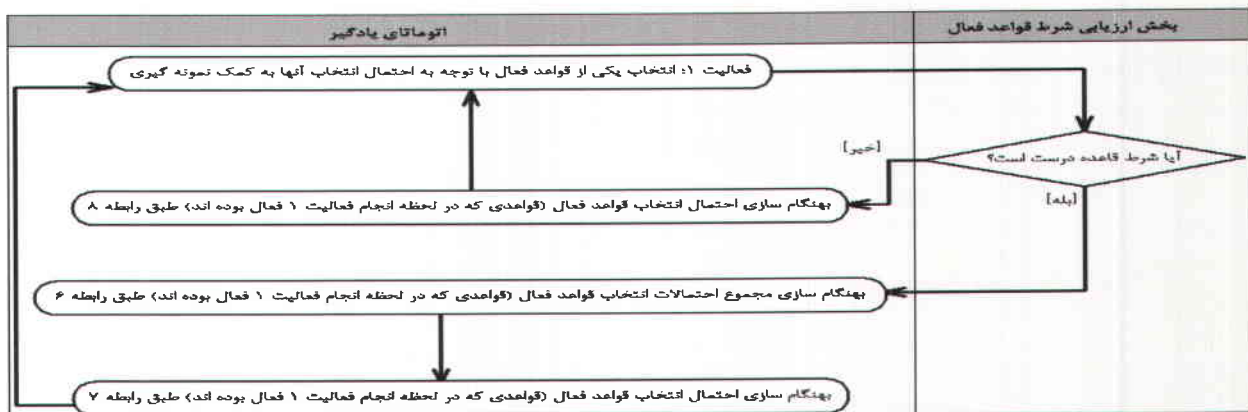 بخش ارزیابی شرط قواعد فعال
اتوماتای یادگیر
فعالیت ۱: انتخاب یکی از قواعد فعال با توجه به احتمال انتخاب آنها به کمک نمونه گیری
آیا شرط قاعده درست است؟
[خیر]
[بله]
بهنگام سازی احتمال انتخاب قواعد فعال (قواعدی که در لحظه انجام فعالیت ۱ فعال بوده اند) طبق رابطه ۸
بهنگام سازی مجموع احتمالات انتخاب قواعد فعال (قواعدی که در لحظه انجام فعالیت ۱ فعال بوده اند) طبق رابطه ۶
بهنگام سازی احتمال انتخاب قواعد فعال (قواعدی که در لحظه انجام فعالیت ۱ فعال بوده اند) طبق رابطه ۷